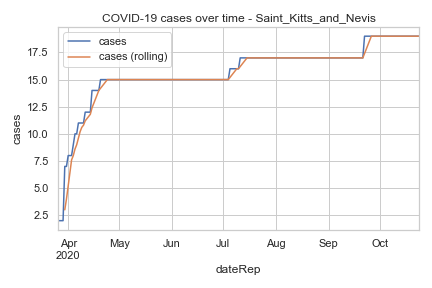 COVID-19 cases over time - Saint_Kitts_and_Nevis
cases
cases (rolling)
17.5
15.0
12.5
10.0
7.5
5.0
2.5
cases
Apr May Jun Jul Aug Sep Oct
2020
dateRep